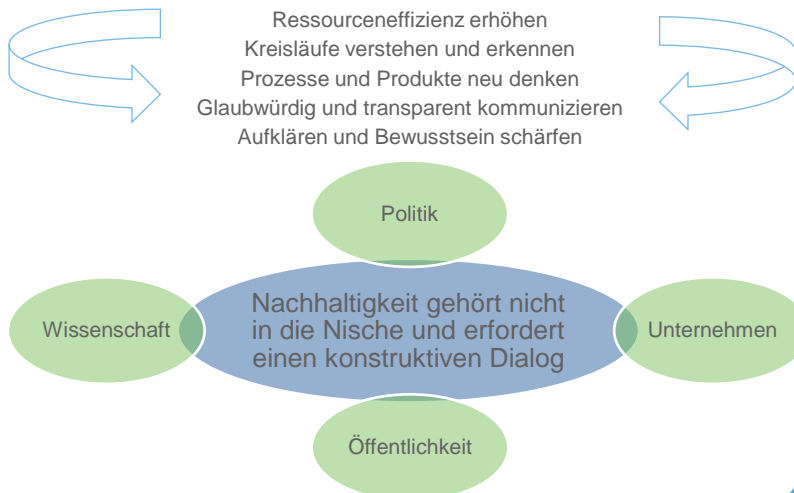 Ressourceneffizienz erhöhen
Kreisläufe verstehen und erkennen
Prozesse und Produkte neu denken
Glaubwürdig und transparent kommunizieren
Aufklären und Bewusstsein schärfen
Politik
Wissenschaft
Nachhaltigkeit gehört nicht
in die Nische und erfordert
einen konstruktiven Dialog
Unternehmen
Öffentlichkeit